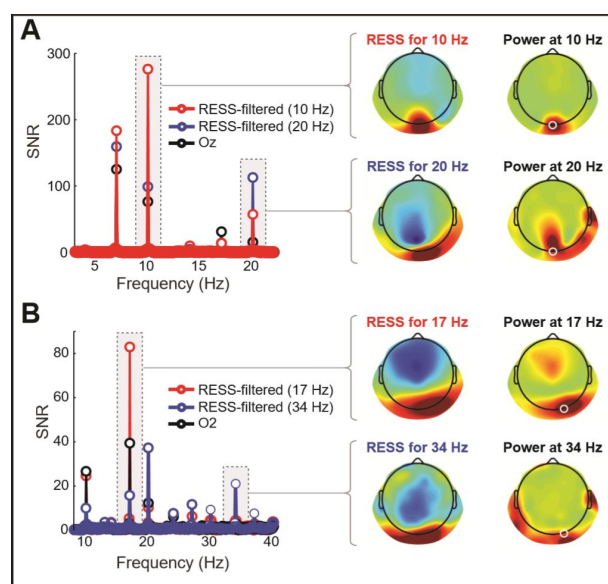 A
RESS for 10 Hz
Power at 10 Hz
300
200
100
0
SNR
RESS-filtered (10 Hz)
RESS-filtered (20 Hz)
Oz
5
10
15
20
Frequency (Hz)
RESS for 20 Hz
Power at 20 Hz
B
RESS for 17 Hz
Power at 17 Hz
80
60
40
20
0
SNR
RESS-filtered (17 Hz)
RESS-filtered (34 Hz)
O2
10
20
30
40
Frequency (Hz)
RESS for 34 Hz
Power at 34 Hz